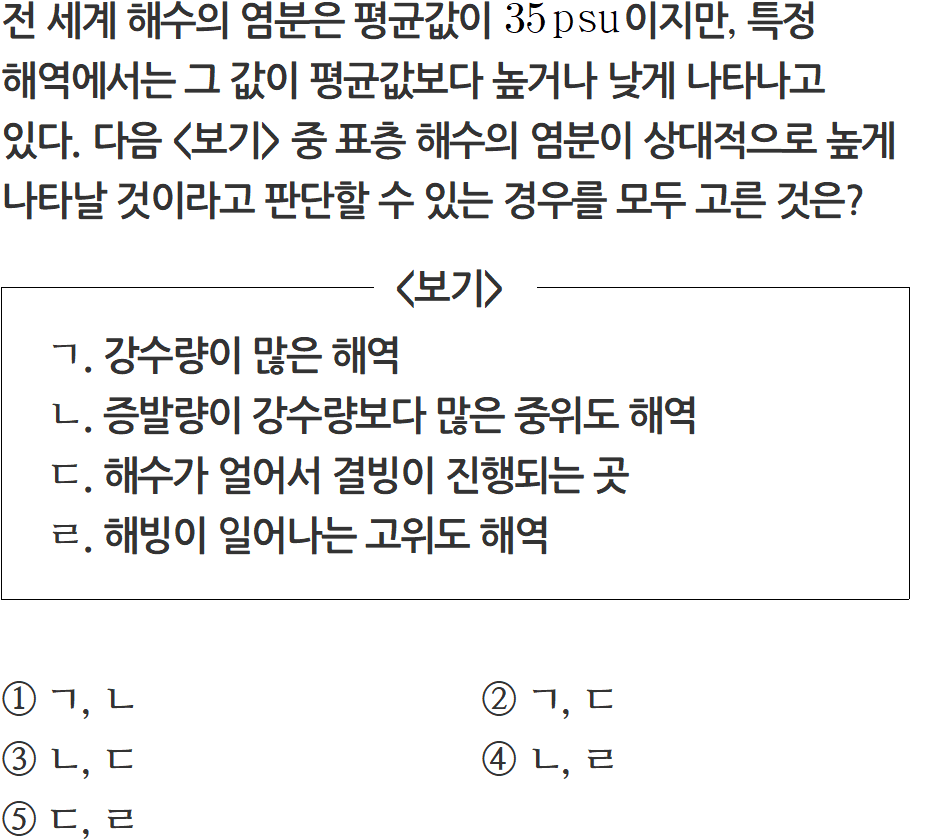 전 세계 해수의 염분은 평균값이 35psu이지만, 특정
해역에서는 그 값이 평균값보다 높거나 낮게 나타나고
있다. 다음 <보기> 중 표층 해수의 염분이 상대적으로 높게
나타날 것이라고 판단할 수 있는 경우를 모두 고른 것은?
<보기>
ㄱ. 강수량이 많은 해역
ㄴ. 증발량이 강수량보다 많은 중위도 해역
ㄷ. 해수가 얼어서 결빙이 진행되는 곳
ㄹ. 해빙이 일어나는 고위도 해역
① ㄱ, ㄴ ② ㄱ, ㄷ
③ ㄴ, ㄷ ④ ㄴ, ㄹ
⑤ ㄷ, ㄹ